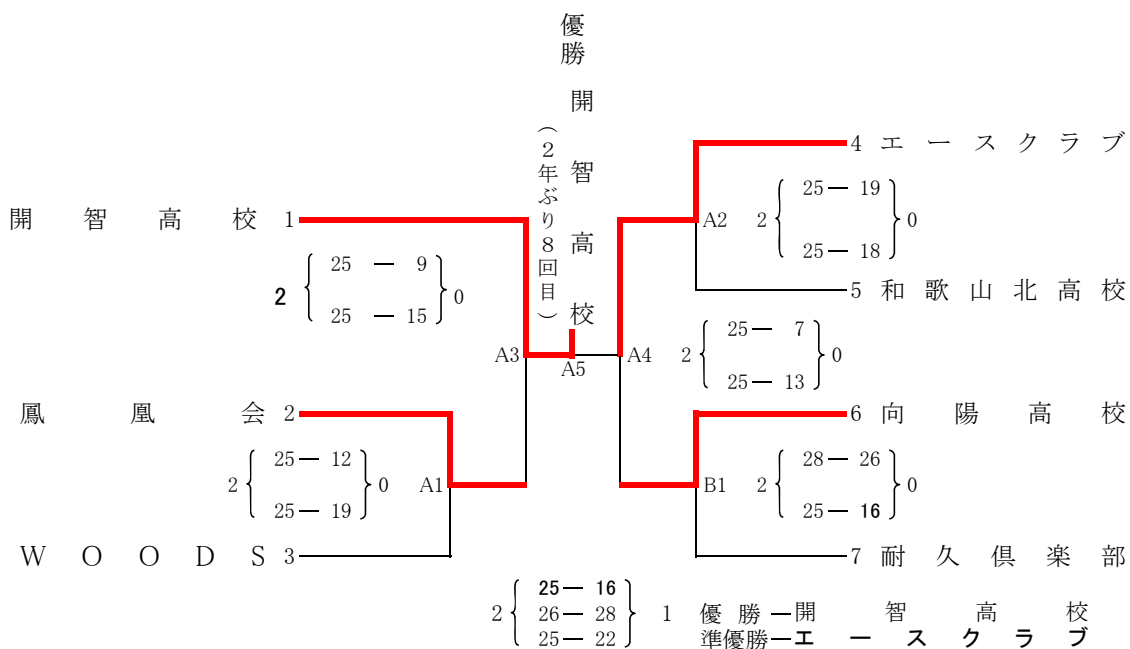 優勝
開智高校
（２年ぶり８回目）
4 エースクラブ
25 ― 19
2 0
A2
25 ― 18
開智高校 1
5 和歌山北高校
25 ― 9
2 0
25 ― 15
25 ― 7
2 0
25 ― 13
A3
A5
A4
鳳凰会 2
6 向陽高校
25 ― 12
2 0
25 ― 19
A1
28 ― 26
B1 2 0
25 ― 16
WOODS 3
7 耐久倶楽部
25 ― 16
2 26 ― 28 1
25 ― 22
優勝―開智高校
準優勝―エースクラブ